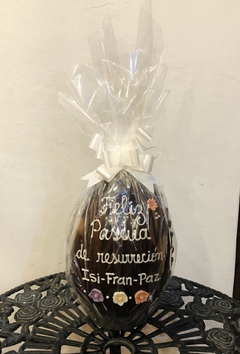 Feliz
Pascua
de resurrección
Isi-Fran-Paz